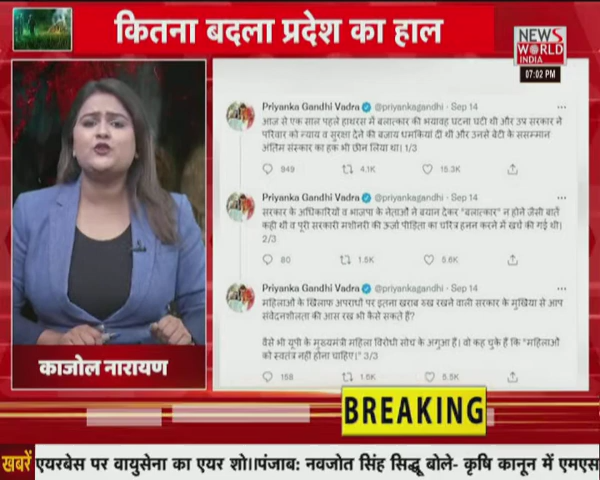 कितना बदला प्रदेश का हाल
NEWS
WORLD
INDIA
07:02 PM
Priyanka Gandhi Vadra @priyankagandhi · Sep 14
आज से एक साल पहले हाथरस में बलात्कार की भयावह घटना घटी थी और उप्र सरकार ने
परिवार को न्याय व सुरक्षा देने की बजाय धमकियां दी थीं और उनसे बेटी के ससम्मान
अंतिम संस्कार का हक भी छीन लिया था। 1/3
949 4.1K 15.3K
Priyanka Gandhi Vadra @priyankagandhi · Sep 14
सरकार के अधिकारियों व भाजपा के नेताओं ने बयान देकर "बलात्कार" न होने जैसी बातें
कहीं थीं व पूरी सरकारी मशीनरी की ऊर्जा पीड़िता का चरित्र हनन करने में खर्च की गई थी।
2/3
80 1.5K 5.6K
Priyanka Gandhi Vadra @priyankagandhi · Sep 14
महिलाओं के खिलाफ अपराधों पर इतना खराब रुख रखने वाली सरकार के मुखिया से आप
संवेदनशीलता की आस रख भी कैसे सकते हैं?
वैसे भी यूपी के मुख्यमंत्री महिला विरोधी सोच के अगुआ हैं। वो कह चुके हैं कि "महिलाओं
को स्वतंत्र नहीं होना चाहिए।" 3/3
158 1.6K 5.5K
काजोल नारायण
BREAKING
खबरें एयरबेस पर वायुसेना का एयर शो।।पंजाब: नवजोत सिंह सिद्धू बोले- कृषि कानून में एमएस